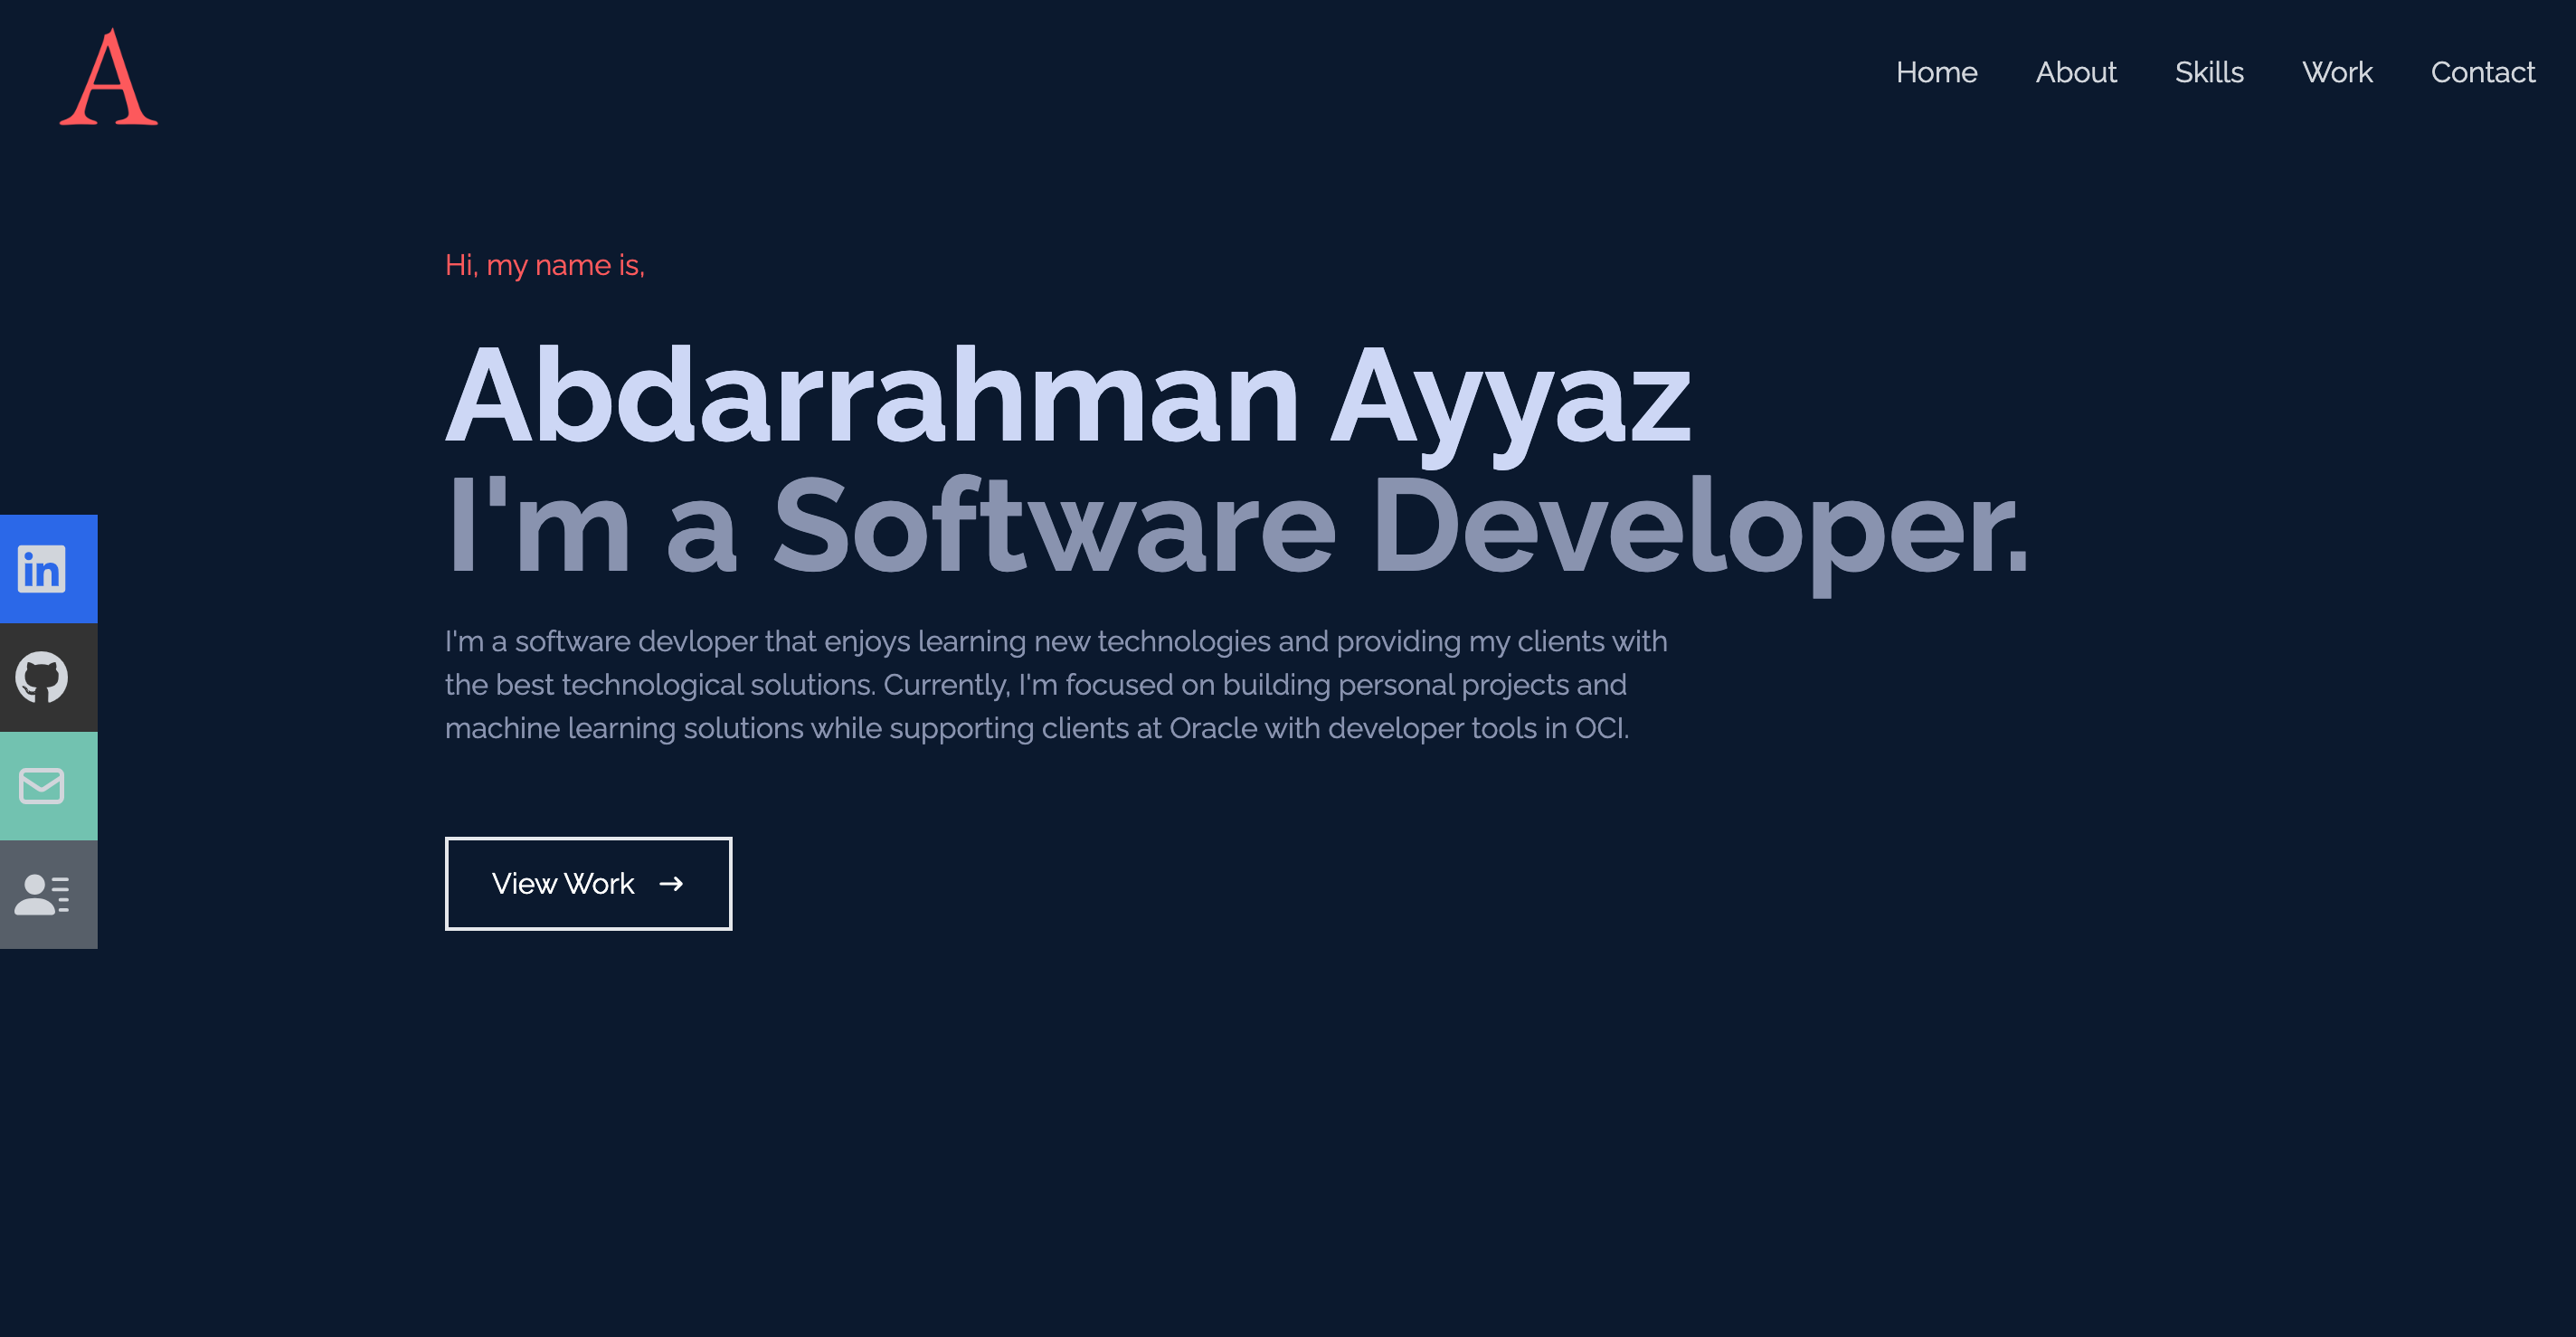 A
Home About Skills Work Contact
Hi, my name is,
Abdarrahman Ayyaz
I'm a Software Developer.
in
I'm a software devloper that enjoys learning new technologies and providing my clients with
the best technological solutions. Currently, I'm focused on building personal projects and
machine learning solutions while supporting clients at Oracle with developer tools in OCI.
View Work →